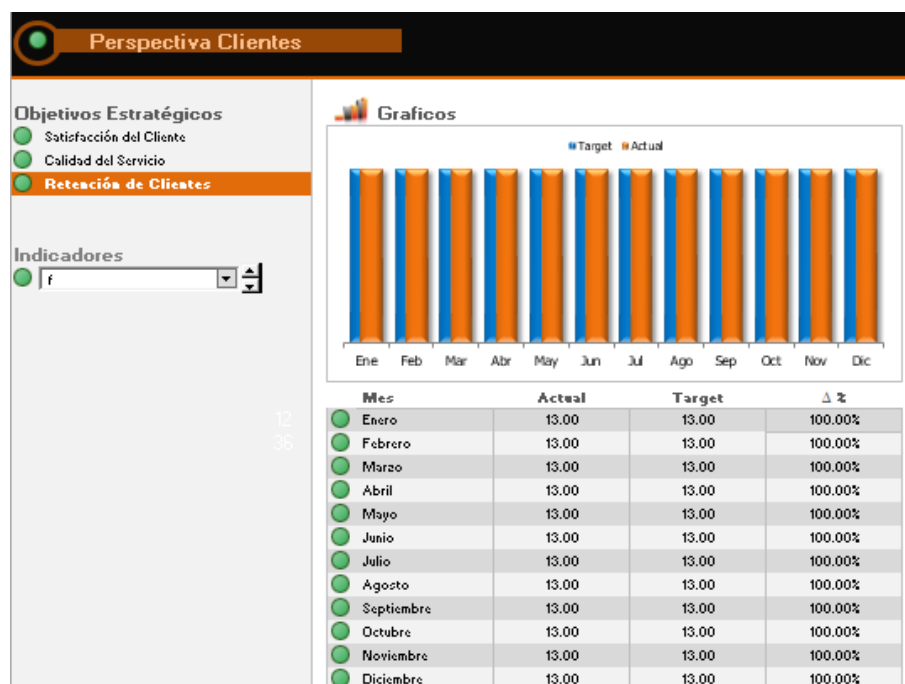 Perspectiva Clientes
Objetivos Estratégicos
Satisfacción del Cliente
Calidad del Servicio
Retención de Clientes
Indicadores
f
12
36
Graficos
Target Actual
Ene Feb Mar Abr May Jun Jul Ago Sep Oct Nov Dic
Mes Actual Target Δ %
Enero 13.00 13.00 100.00%
Febrero 13.00 13.00 100.00%
Marzo 13.00 13.00 100.00%
Abril 13.00 13.00 100.00%
Mayo 13.00 13.00 100.00%
Junio 13.00 13.00 100.00%
Julio 13.00 13.00 100.00%
Agosto 13.00 13.00 100.00%
Septiembre 13.00 13.00 100.00%
Octubre 13.00 13.00 100.00%
Noviembre 13.00 13.00 100.00%
Diciembre 13.00 13.00 100.00%